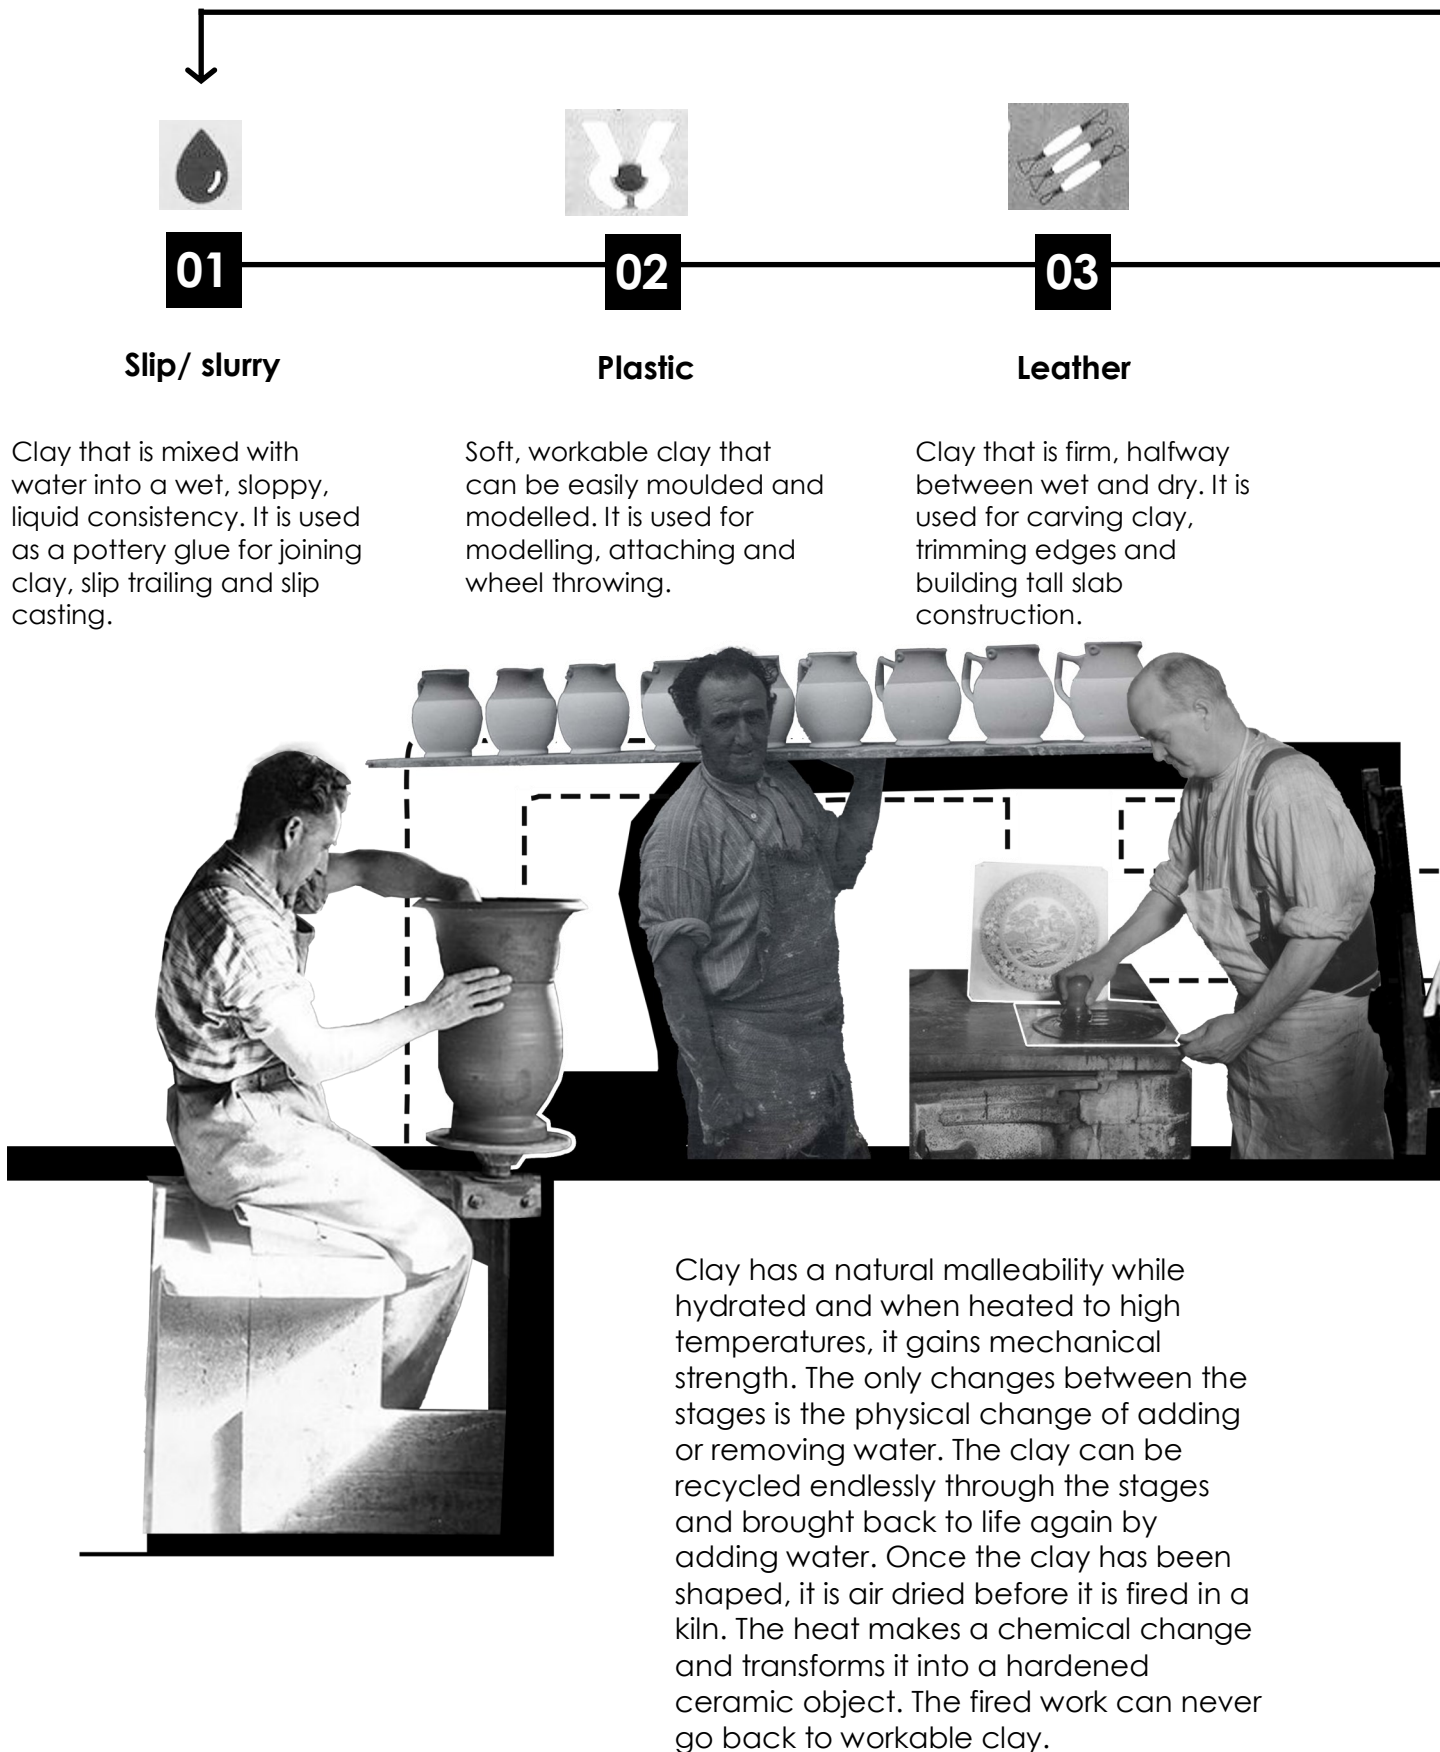 01
02
03
Slip/ slurry
Plastic
Leather
Clay that is mixed with
water into a wet, sloppy,
liquid consistency. It is used
as a pottery glue for joining
clay, slip trailing and slip
casting.
Soft, workable clay that
can be easily moulded and
modelled. It is used for
modelling, attaching and
wheel throwing.
Clay that is firm, halfway
between wet and dry. It is
used for carving clay,
trimming edges and
building tall slab
construction.
Clay has a natural malleability while
hydrated and when heated to high
temperatures, it gains mechanical
strength. The only changes between the
stages is the physical change of adding
or removing water. The clay can be
recycled endlessly through the stages
and brought back to life again by
adding water. Once the clay has been
shaped, it is air dried before it is fired in a
kiln. The heat makes a chemical change
and transforms it into a hardened
ceramic object. The fired work can never
go back to workable clay.